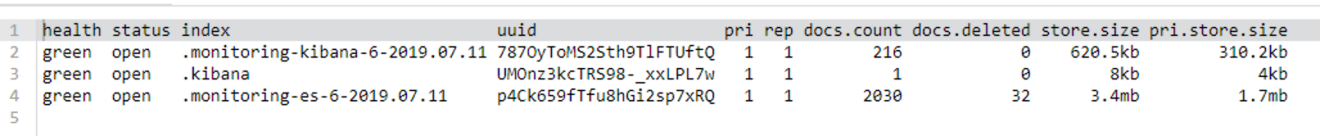 1 health status index uuid pri rep docs.count docs.deleted store.size pri.store.size
2 green open .monitoring-kibana-6-2019.07.11 787OyToMS2Sth9TlFTUftQ 1 1 216 0 620.5kb 310.2kb
3 green open .kibana UMOnz3kcTRS98-_xxLPL7w 1 1 1 0 8kb 4kb
4 green open .monitoring-es-6-2019.07.11 p4Ck659fTfu8hGi2sp7xRQ 1 1 2030 32 3.4mb 1.7mb
5